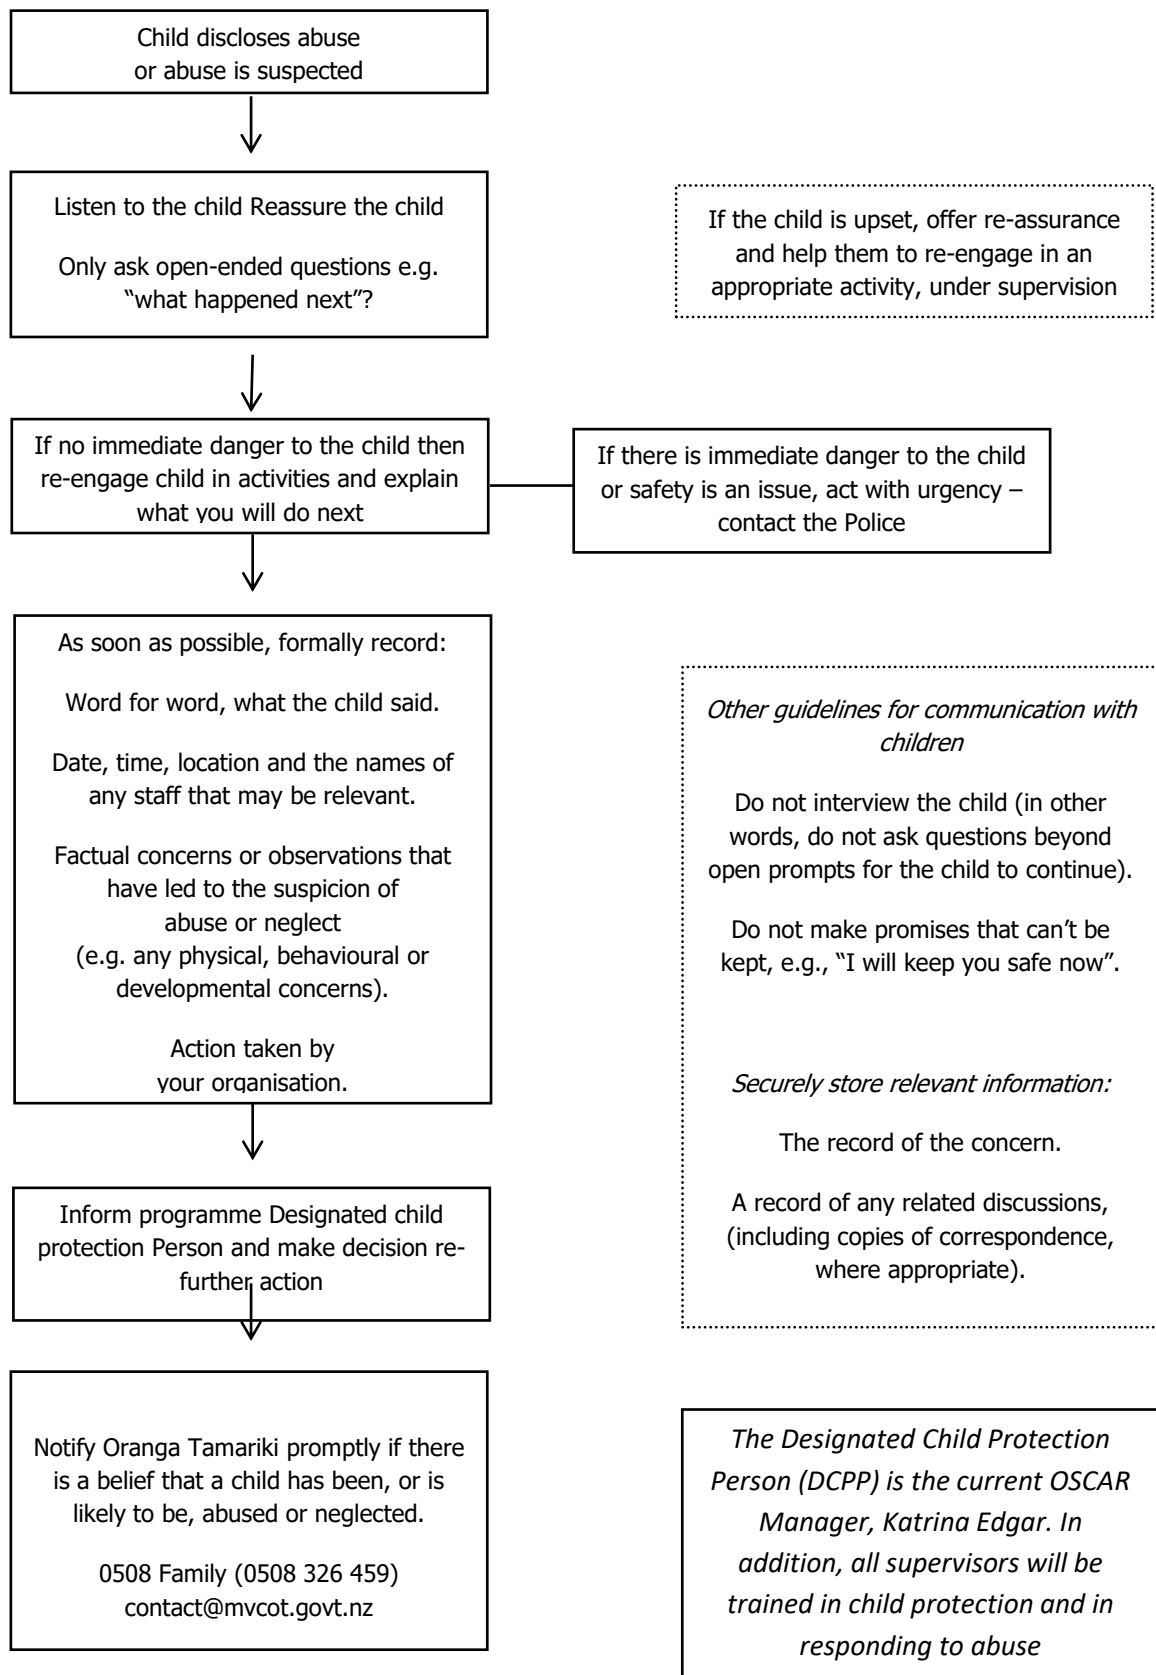 Child discloses abuse
or abuse is suspected
Listen to the child Reassure the child
Only ask open-ended questions e.g.
“what happened next”?
If the child is upset, offer re-assurance
and help them to re-engage in an
appropriate activity, under supervision
If no immediate danger to the child then
re-engage child in activities and explain
what you will do next
If there is immediate danger to the child
or safety is an issue, act with urgency –
contact the Police
As soon as possible, formally record:
Word for word, what the child said.
Date, time, location and the names of
any staff that may be relevant.
Factual concerns or observations that
have led to the suspicion of
abuse or neglect
(e.g. any physical, behavioural or
developmental concerns).
Action taken by
your organisation.
Other guidelines for communication with
children
Do not interview the child (in other
words, do not ask questions beyond
open prompts for the child to continue).
Do not make promises that can’t be
kept, e.g., “I will keep you safe now”.
Securely store relevant information:
The record of the concern.
A record of any related discussions,
(including copies of correspondence,
where appropriate).
Inform programme Designated child
protection Person and make decision re-
further action
Notify Oranga Tamariki promptly if there
is a belief that a child has been, or is
likely to be, abused or neglected.
0508 Family (0508 326 459)
contact@mvcot.govt.nz
The Designated Child Protection
Person (DCPP) is the current OSCAR
Manager, Katrina Edgar. In
addition, all supervisors will be
trained in child protection and in
responding to abuse